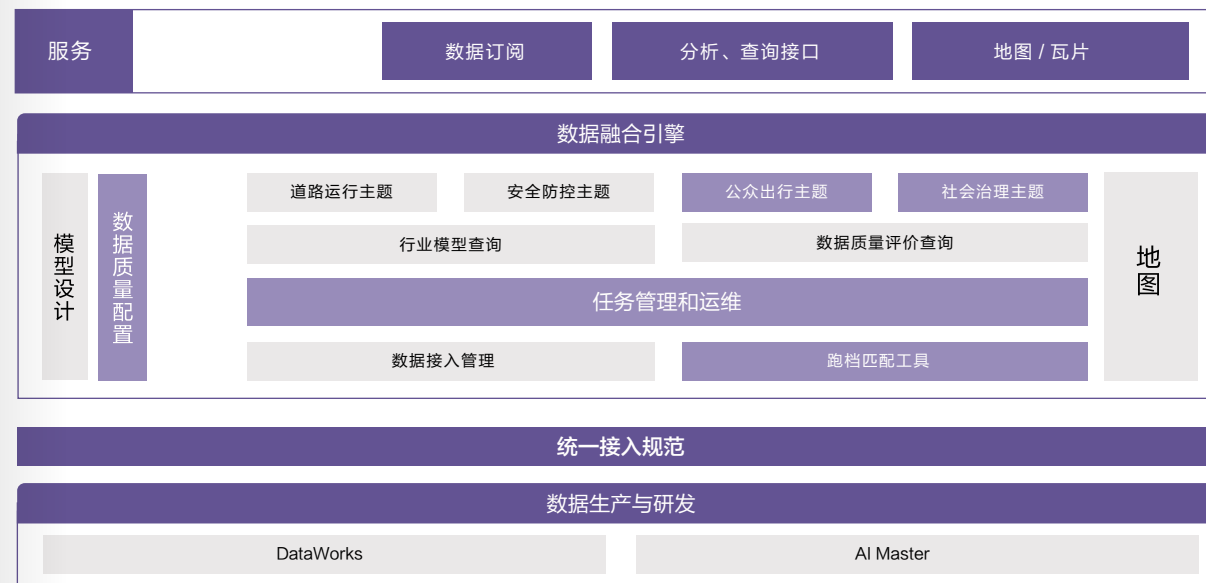 服务
数据订阅
分析、查询接口
地图 / 瓦片
数据融合引擎
模型设计
数据质量配置
道路运行主题
安全防控主题
公众出行主题
社会治理主题
行业模型查询
数据质量评价查询
任务管理和运维
数据接入管理
跑档匹配工具
地图
统一接入规范
数据生产与研发
DataWorks
AI Master